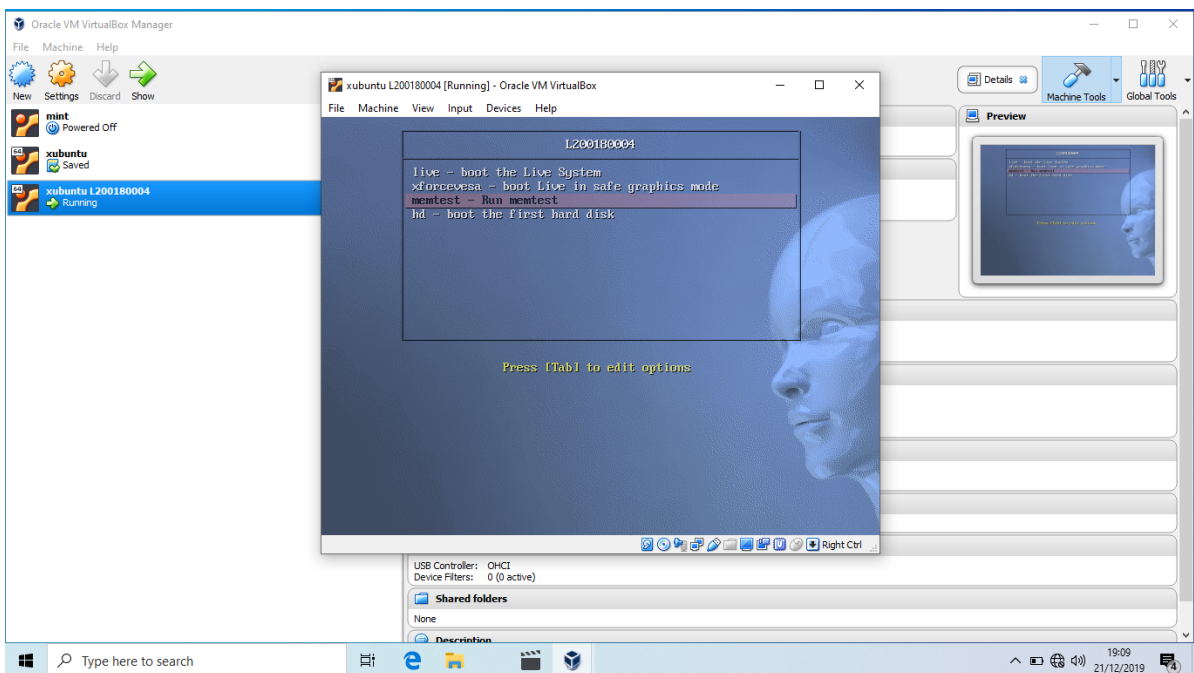 Oracle VM VirtualBox Manager
File Machine Help
New Settings Discard Show
Details
Machine Tools
Global Tools
mint
Powered Off
64
xubuntu
Saved
64
xubuntu L200180004
Running
xubuntu L200180004 [Running] - Oracle VM VirtualBox
File Machine View Input Devices Help
L200180004
live - boot the Live System
xforcevesa - boot Live in safe graphics mode
memtest - Run memtest
hd - boot the first hard disk
Press [Tab] to edit options
Right Ctrl
Preview
USB Controller: OHCI
Device Filters: 0 (0 active)
Shared folders
None
Description
Type here to search
19:09
21/12/2019
4